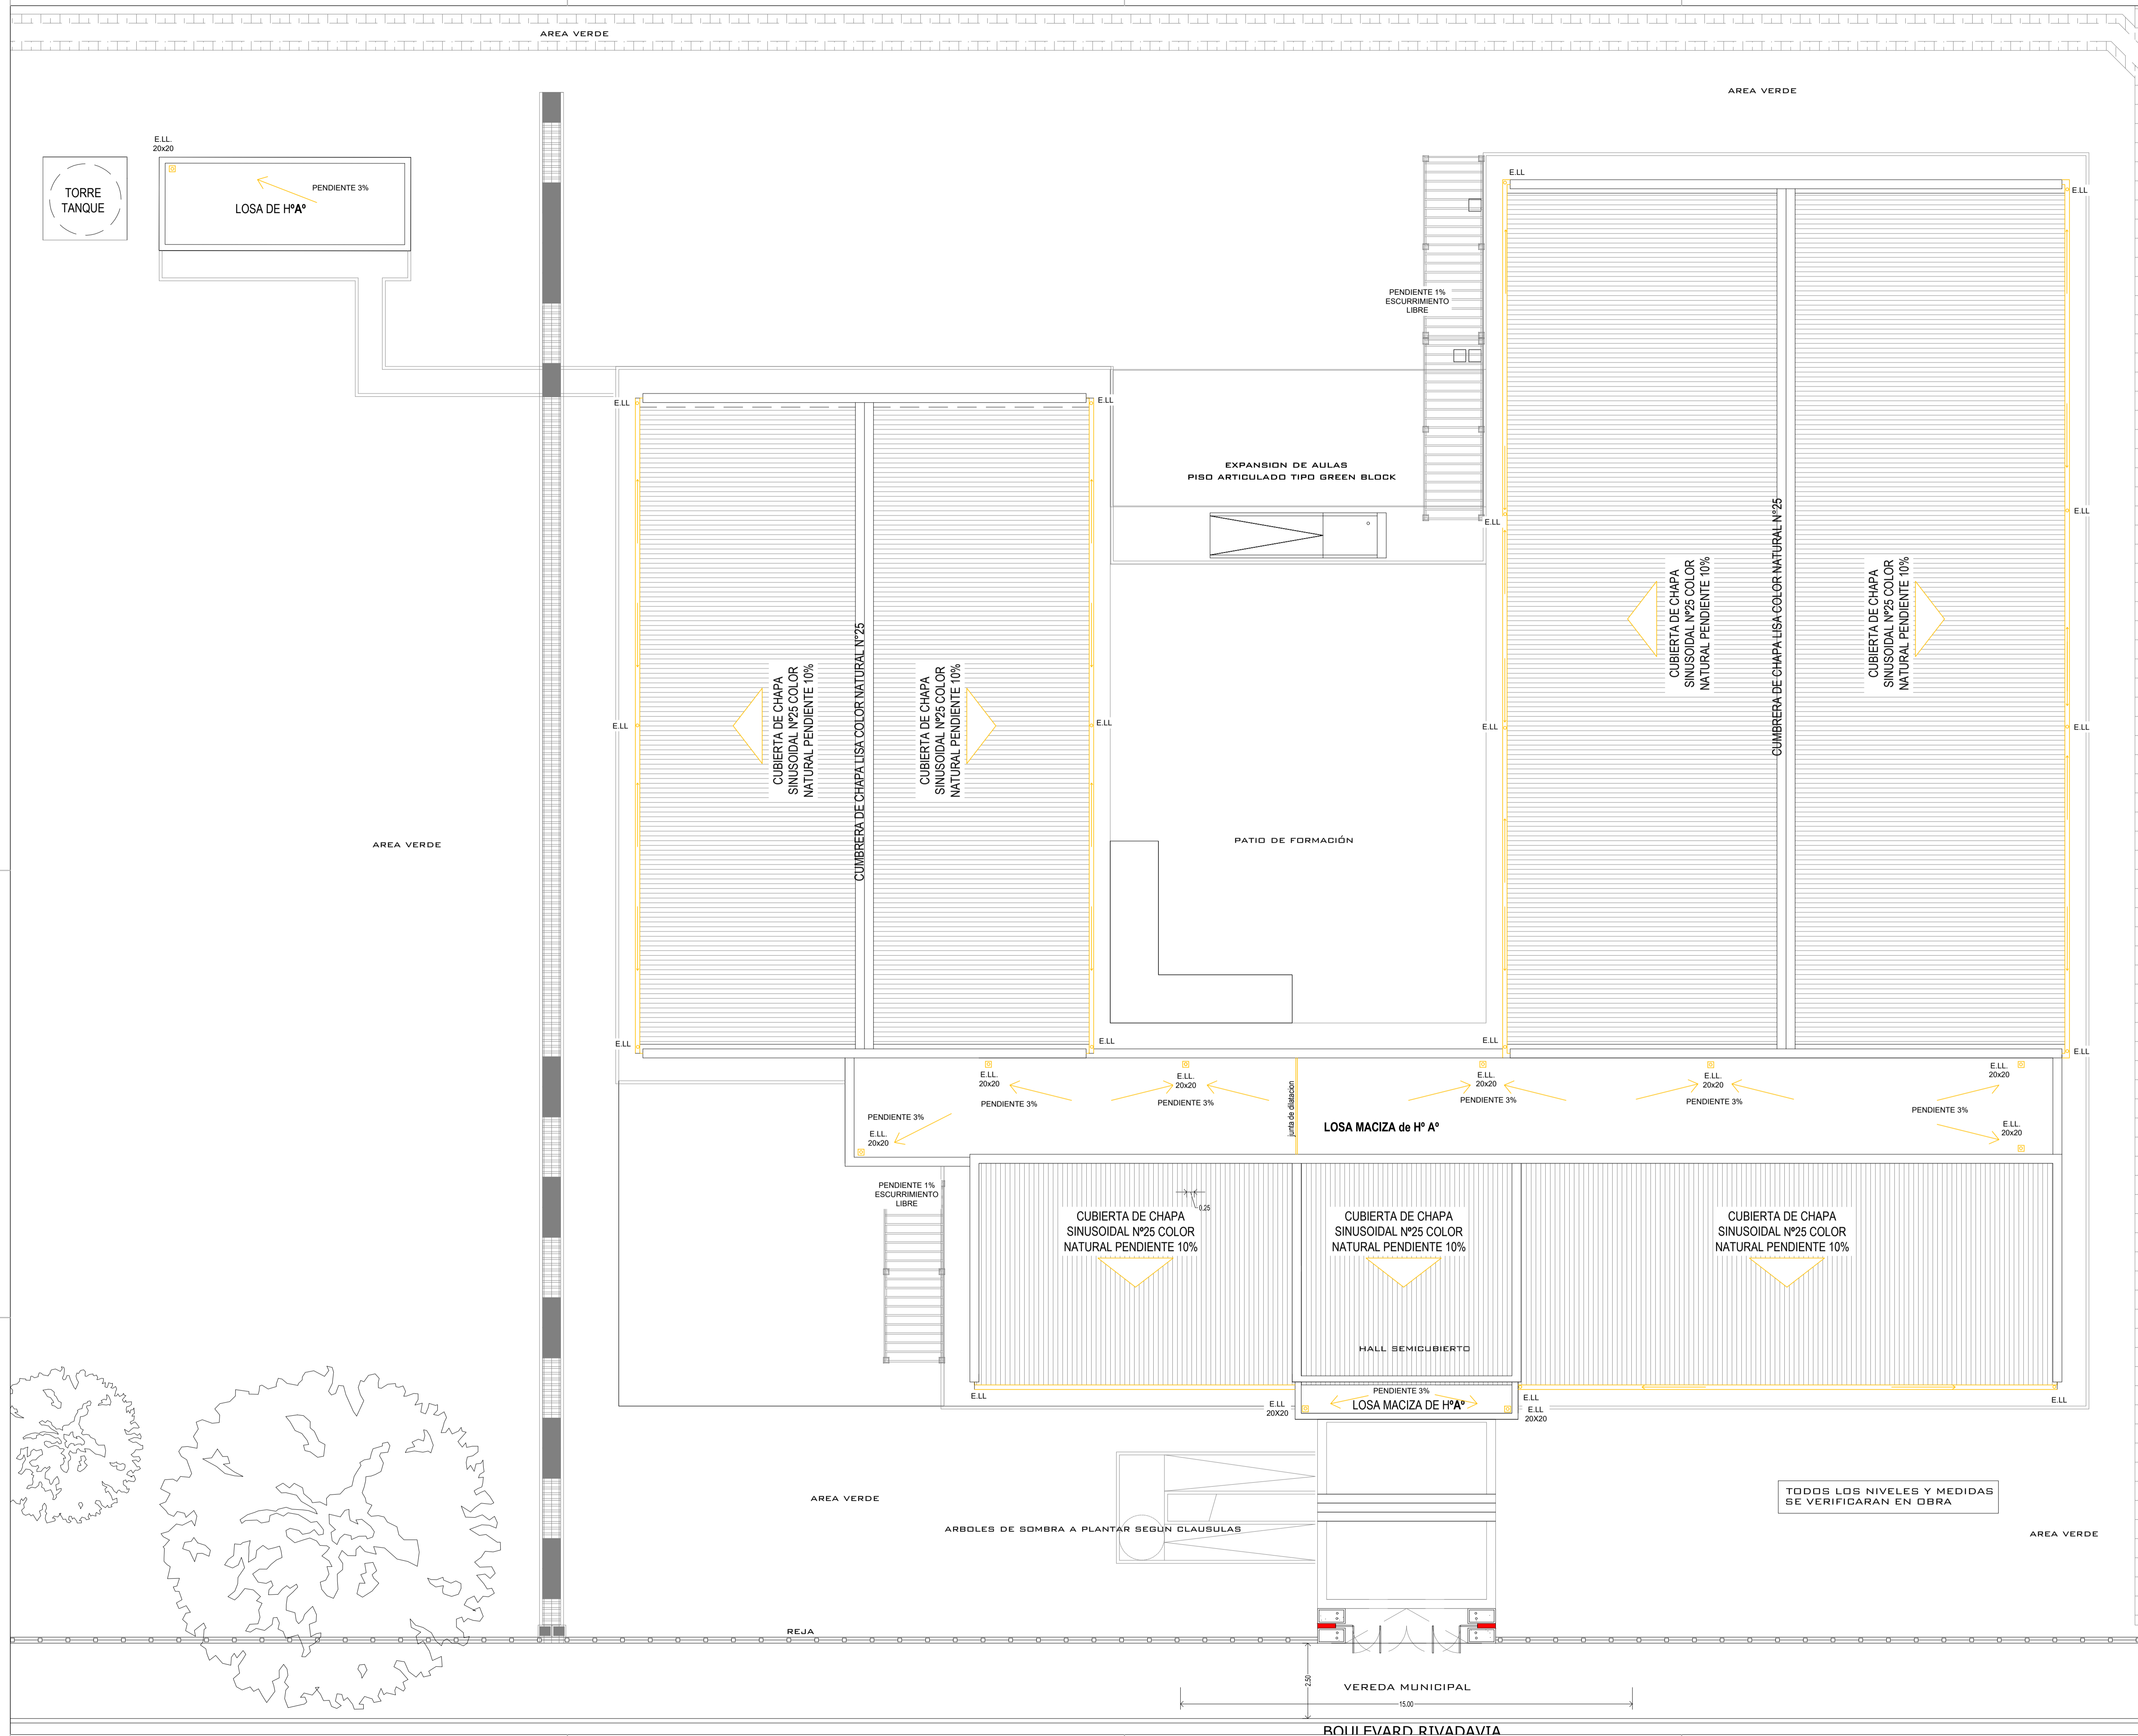 AREA VERDE
AREA VERDE
E.LL.
20x20
TORRE
TANQUE
PENDIENTE 3%
LOSA DE HºAº
E.LL
E.LL
PENDIENTE 1%
ESCURRIMIENTO
LIBRE
E.LL
E.LL
EXPANSION DE AULAS
PISO ARTICULADO TIPO GREEN BLOCK
E.LL
E.LL
CUBIERTA DE CHAPA
SINUSOIDAL Nº25 COLOR
NATURAL PENDIENTE 10%
CUMBRERA DE CHAPA LISA COLOR NATURAL N°25
CUBIERTA DE CHAPA
SINUSOIDAL Nº25 COLOR
NATURAL PENDIENTE 10%
E.LL
CUBIERTA DE CHAPA
SINUSOIDAL Nº25 COLOR
NATURAL PENDIENTE 10%
CUMBRERA DE CHAPA LISA COLOR NATURAL N°25
CUBIERTA DE CHAPA
SINUSOIDAL Nº25 COLOR
NATURAL PENDIENTE 10%
E.LL
E.LL
E.LL
AREA VERDE
PATIO DE FORMACIÓN
E.LL
E.LL
E.LL
E.LL
E.LL.
20x20
E.LL.
20x20
E.LL.
20x20
E.LL.
20x20
E.LL.
20x20
PENDIENTE 3%
PENDIENTE 3%
PENDIENTE 3%
PENDIENTE 3%
PENDIENTE 3%
PENDIENTE 3%
junta de dilatacion
LOSA MACIZA de Hº Aº
E.LL.
20x20
E.LL.
20x20
PENDIENTE 1%
ESCURRIMIENTO
LIBRE
0.25
CUBIERTA DE CHAPA
SINUSOIDAL Nº25 COLOR
NATURAL PENDIENTE 10%
CUBIERTA DE CHAPA
SINUSOIDAL Nº25 COLOR
NATURAL PENDIENTE 10%
CUBIERTA DE CHAPA
SINUSOIDAL Nº25 COLOR
NATURAL PENDIENTE 10%
HALL SEMICUBIERTO
PENDIENTE 3%
LOSA MACIZA DE HºAº
E.LL
E.LL
20X20
E.LL
E.LL
20X20
E.LL
TODOS LOS NIVELES Y MEDIDAS
SE VERIFICARAN EN OBRA
AREA VERDE
ARBOLES DE SOMBRA A PLANTAR SEGUN CLAUSULAS
AREA VERDE
REJA
2.50
VEREDA MUNICIPAL
15.00
BOULEVARD RIVADAVIA